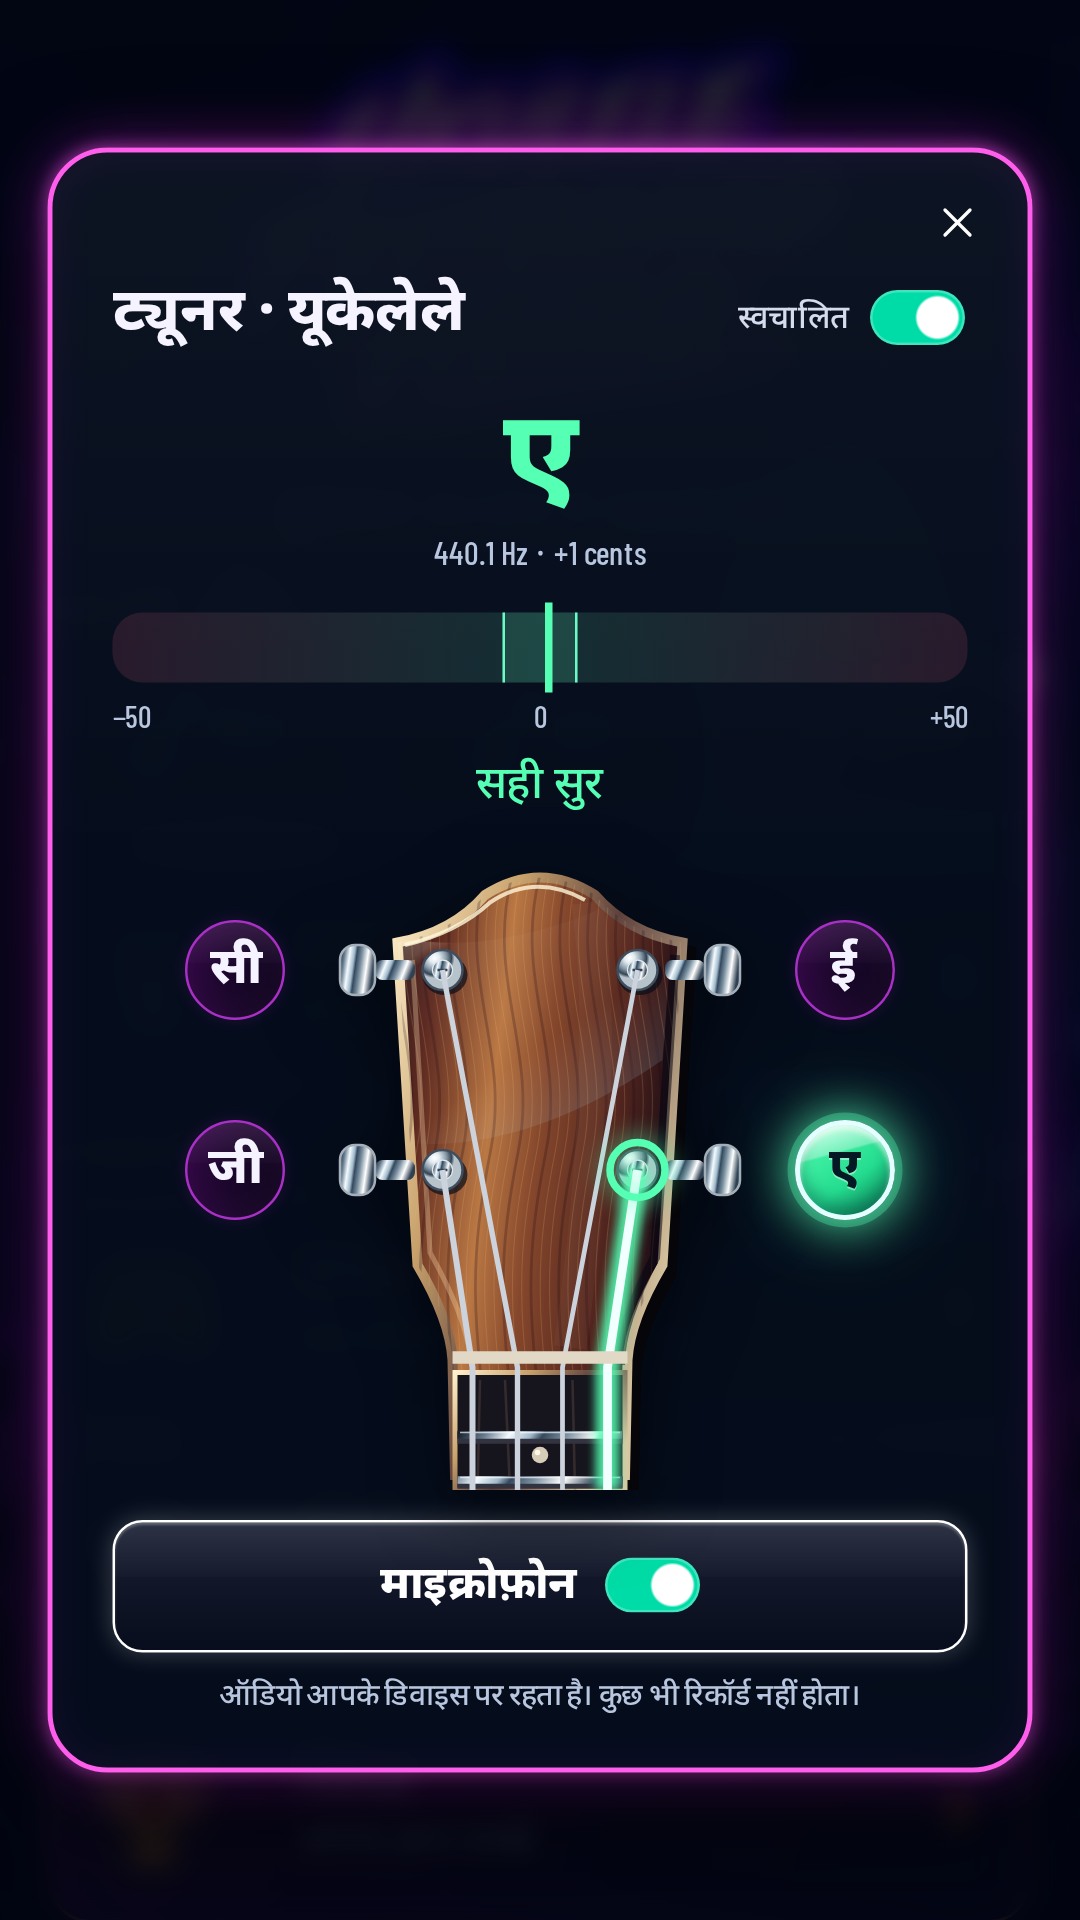 ट्यूनर · यूकेलेले
स्वचालित
ए
440.1 Hz · +1 cents
−50 0 +50
सही सुर
सी ई
जी ए
माइक्रोफ़ोन
ऑडियो आपके डिवाइस पर रहता है। कुछ भी रिकॉर्ड नहीं होता।